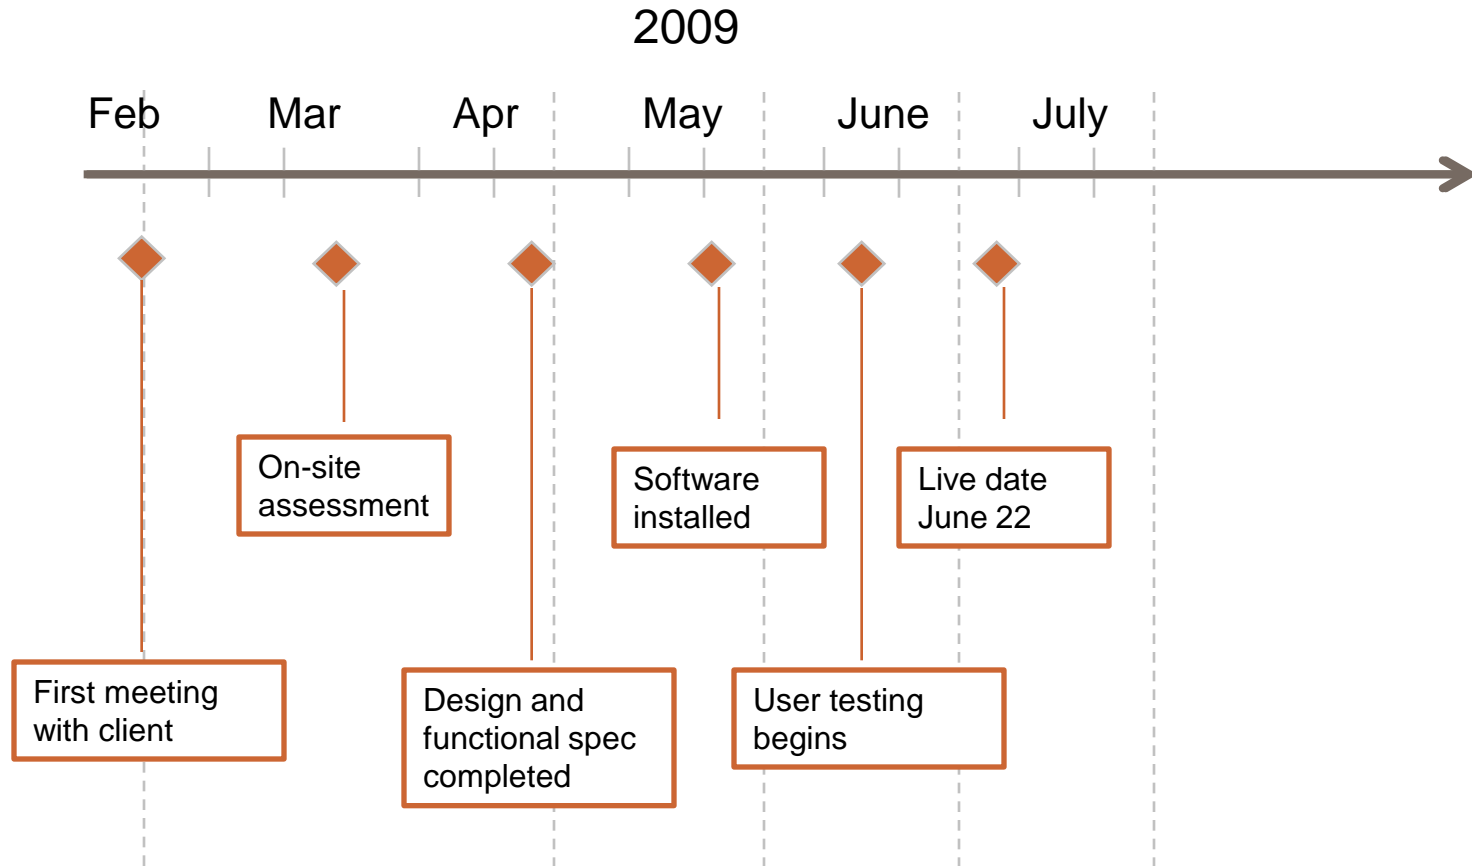 2009
Feb
Mar
Apr
May
June
July
On-site
assessment
Software
installed
Live date
June 22
First meeting
with client
Design and
functional spec
completed
User testing
begins